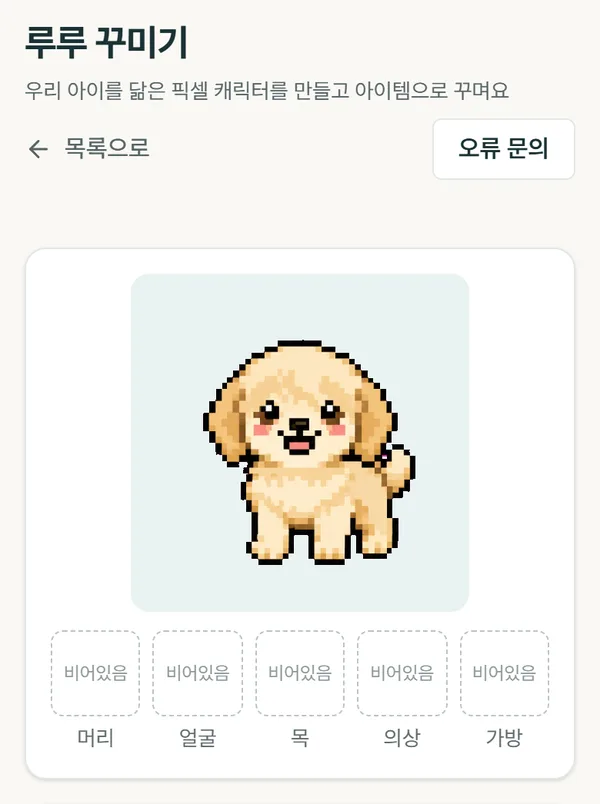 루루 꾸미기
우리 아이를 닮은 픽셀 캐릭터를 만들고 아이템으로 꾸며요
← 목록으로
오류 문의
비어있음 비어있음 비어있음 비어있음 비어있음
머리 얼굴 목 의상 가방